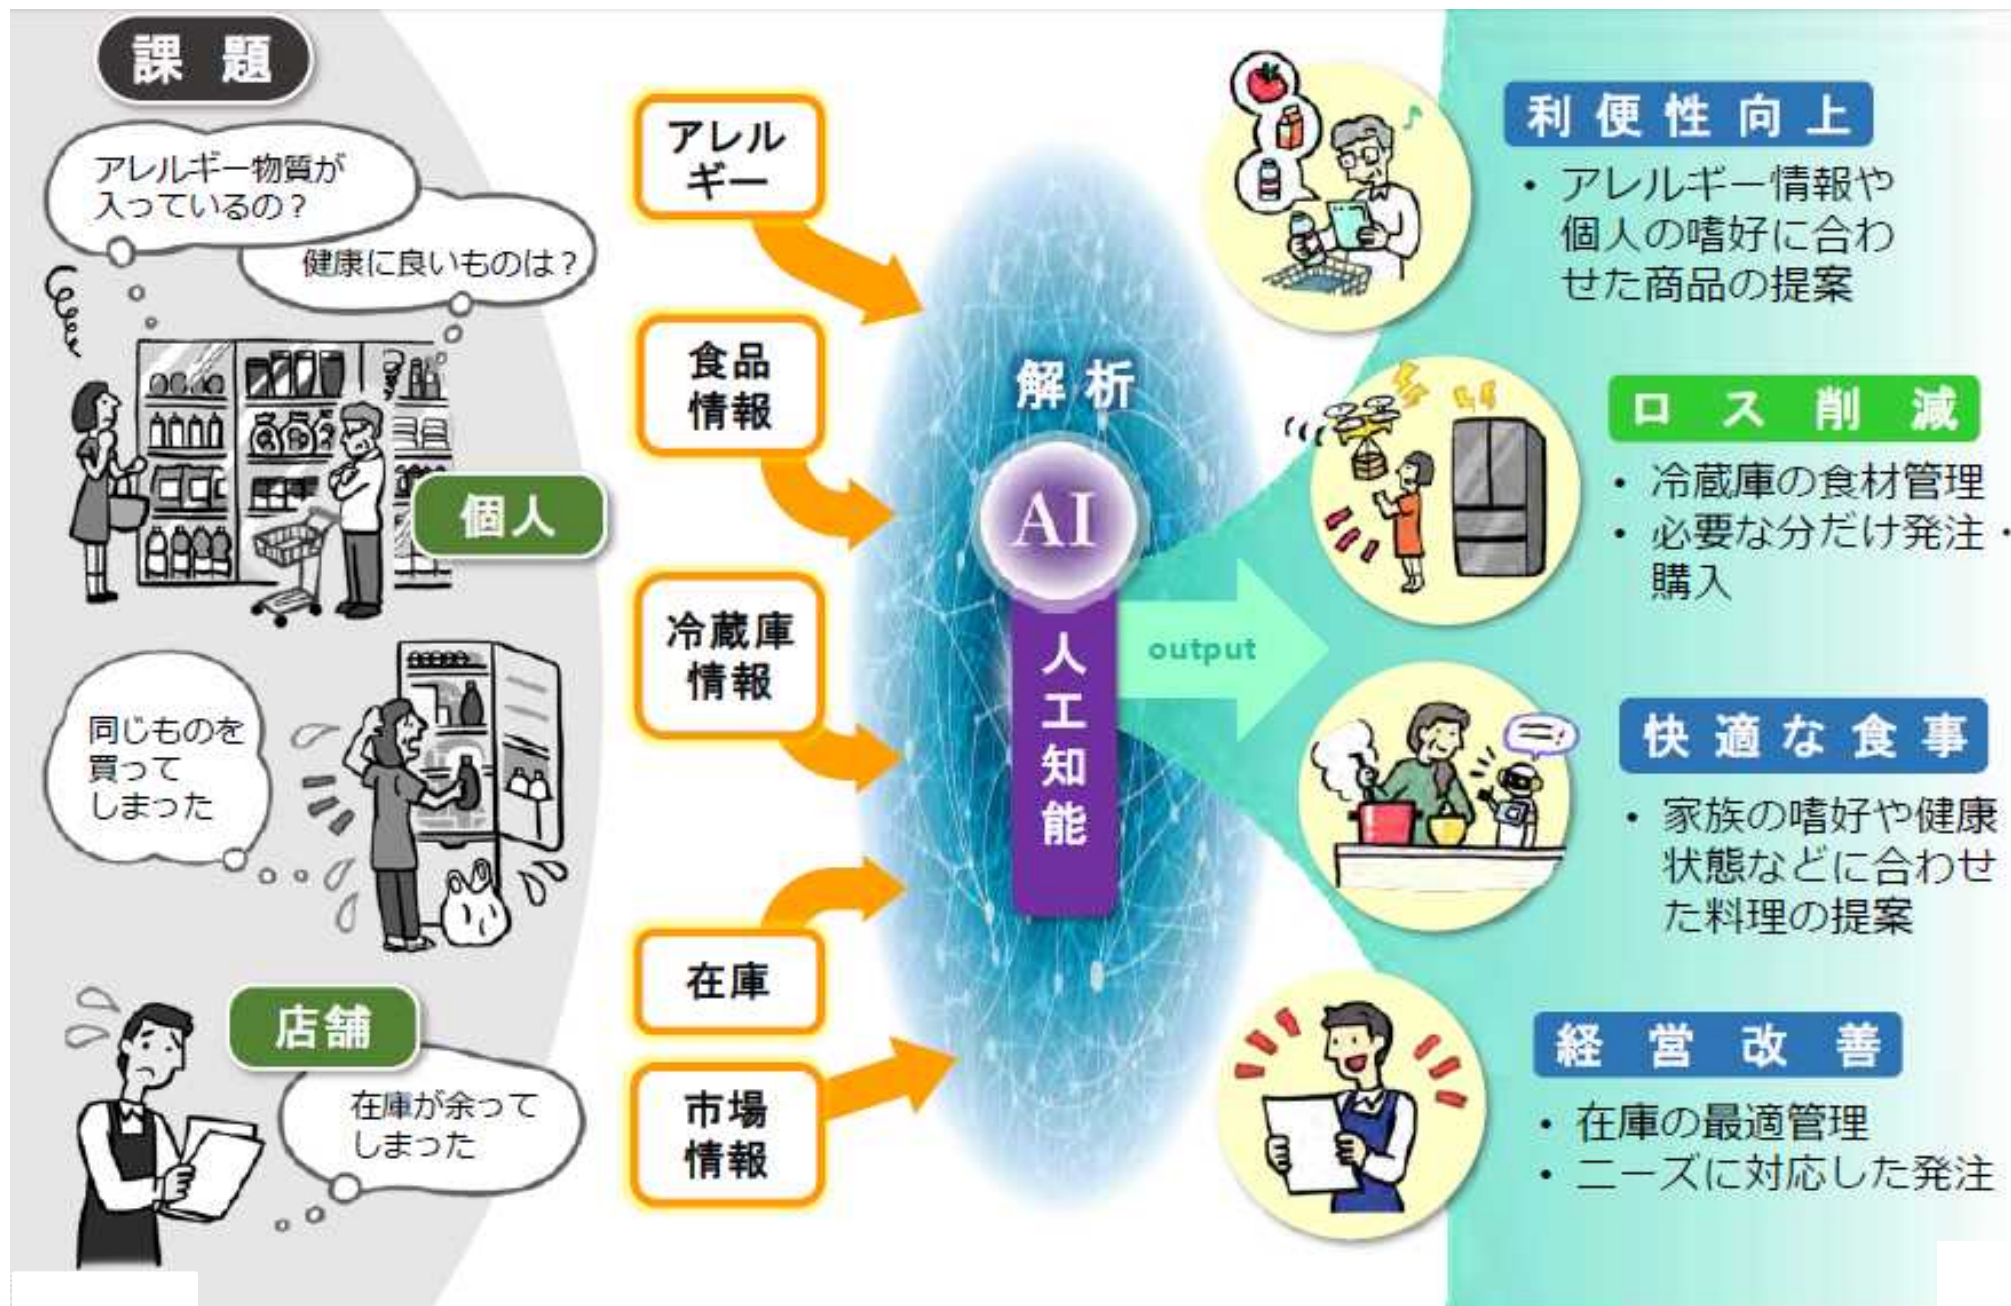 課題
アレルギー物質が
入っているの？
健康に良いものは？
個人
同じものを
買って
しまった
店舗
在庫が余って
しまった
アレル
ギー
食品
情報
冷蔵庫
情報
在庫
市場
情報
解析
AI
人工知能
output
利便性向上
・アレルギー情報や
個人の嗜好に合わ
せた商品の提案
ロス削減
・冷蔵庫の食材管理
・必要な分だけ発注・
購入
快適な食事
・家族の嗜好や健康
状態などに合わせ
た料理の提案
経営改善
・在庫の最適管理
・ニーズに対応した発注